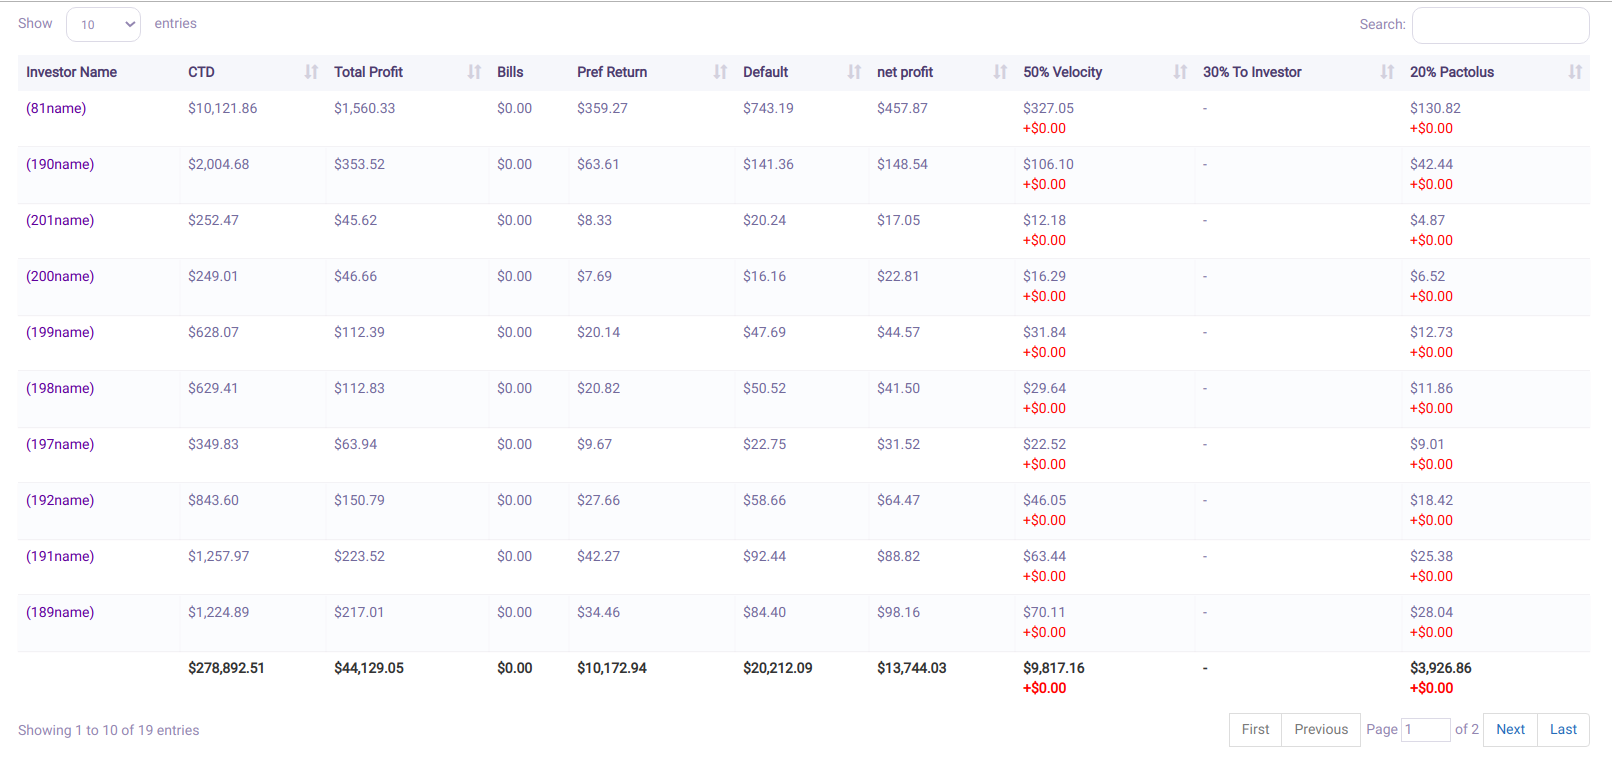 Show 10 entries Search:
Investor Name CTD Total Profit Bills Pref Return Default net profit 50% Velocity 30% To Investor 20% Pactolus
(81name) $10,121.86 $1,560.33 $0.00 $359.27 $743.19 $457.87 $327.05 - $130.82
+$0.00 +$0.00
(190name) $2,004.68 $353.52 $0.00 $63.61 $141.36 $148.54 $106.10 - $42.44
+$0.00 +$0.00
(201name) $252.47 $45.62 $0.00 $8.33 $20.24 $17.05 $12.18 - $4.87
+$0.00 +$0.00
(200name) $249.01 $46.66 $0.00 $7.69 $16.16 $22.81 $16.29 - $6.52
+$0.00 +$0.00
(199name) $628.07 $112.39 $0.00 $20.14 $47.69 $44.57 $31.84 - $12.73
+$0.00 +$0.00
(198name) $629.41 $112.83 $0.00 $20.82 $50.52 $41.50 $29.64 - $11.86
+$0.00 +$0.00
(197name) $349.83 $63.94 $0.00 $9.67 $22.75 $31.52 $22.52 - $9.01
+$0.00 +$0.00
(192name) $843.60 $150.79 $0.00 $27.66 $58.66 $64.47 $46.05 - $18.42
+$0.00 +$0.00
(191name) $1,257.97 $223.52 $0.00 $42.27 $92.44 $88.82 $63.44 - $25.38
+$0.00 +$0.00
(189name) $1,224.89 $217.01 $0.00 $34.46 $84.40 $98.16 $70.11 - $28.04
+$0.00 +$0.00
$278,892.51 $44,129.05 $0.00 $10,172.94 $20,212.09 $13,744.03 $9,817.16 - $3,926.86
+$0.00 +$0.00
Showing 1 to 10 of 19 entries First Previous Page 1 of 2 Next Last